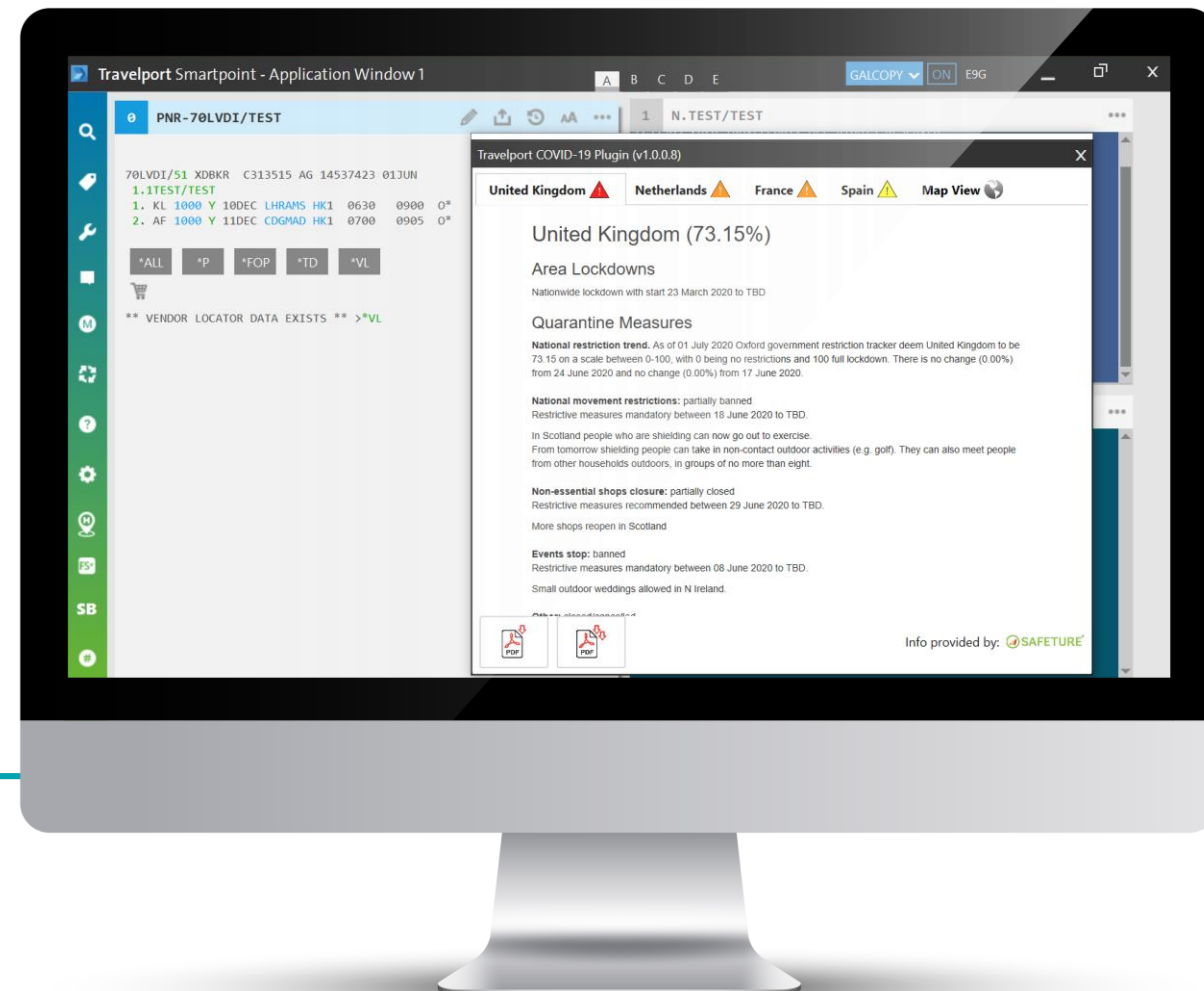 Travelport Smartpoint - Application Window 1
A B C D E
GALCOPY ON E9G
X
0 PNR-70LVDI/TEST
AA •••
1 N.TEST/TEST •••
70LVDI/51 XDBKR C313515 AG 14537423 01JUN
1.1TEST/TEST
1. KL 1000 Y 10DEC LHRAMS HK1 0630 0900 O*
2. AF 1000 Y 11DEC CDGMAD HK1 0700 0905 O*
*ALL *P *FOP *TD *VL
** VENDOR LOCATOR DATA EXISTS ** >*VL
M
?
H
FS*
SB
#
Travelport COVID-19 Plugin (v1.0.0.8) X
United Kingdom Netherlands France Spain Map View
United Kingdom (73.15%)
Area Lockdowns
Nationwide lockdown with start 23 March 2020 to TBD
Quarantine Measures
National restriction trend. As of 01 July 2020 Oxford government restriction tracker deem United Kingdom to be
73.15 on a scale between 0-100, with 0 being no restrictions and 100 full lockdown. There is no change (0.00%)
from 24 June 2020 and no change (0.00%) from 17 June 2020.
National movement restrictions: partially banned
Restrictive measures mandatory between 18 June 2020 to TBD.
In Scotland people who are shielding can now go out to exercise.
From tomorrow shielding people can take in non-contact outdoor activities (e.g. golf). They can also meet people
from other households outdoors, in groups of no more than eight.
Non-essential shops closure: partially closed
Restrictive measures recommended between 29 June 2020 to TBD.
More shops reopen in Scotland
Events stop: banned
Restrictive measures mandatory between 08 June 2020 to TBD.
Small outdoor weddings allowed in N Ireland.
PDF PDF
Info provided by: SAFETURE